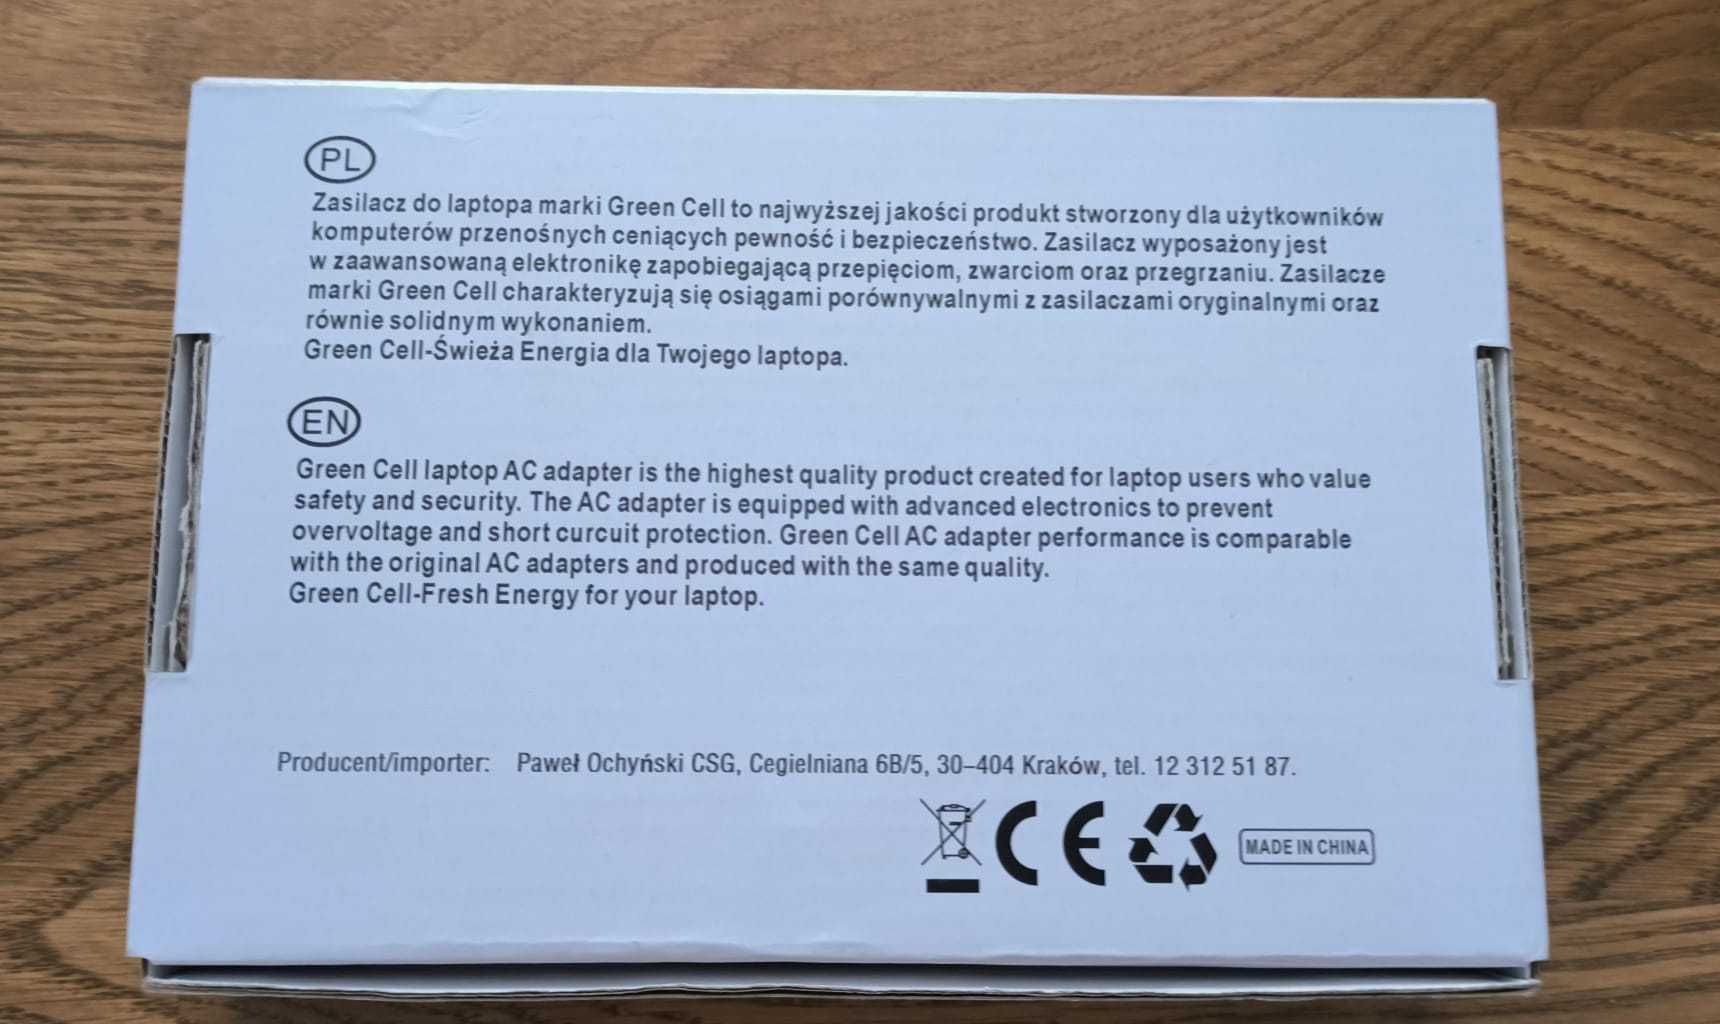 PL
Zasilacz do laptopa marki Green Cell to najwyższej jakości produkt stworzony dla użytkowników
komputerów przenośnych ceniących pewność i bezpieczeństwo. Zasilacz wyposażony jest
w zaawansowaną elektronikę zapobiegającą przepięciom, zwarciom oraz przegrzaniu. Zasilacze
marki Green Cell charakteryzują się osiągami porównywalnymi z zasilaczami oryginalnymi oraz
równie solidnym wykonaniem.
Green Cell-Świeża Energia dla Twojego laptopa.
EN
Green Cell laptop AC adapter is the highest quality product created for laptop users who value
safety and security. The AC adapter is equipped with advanced electronics to prevent
overvoltage and short curcuit protection. Green Cell AC adapter performance is comparable
with the original AC adapters and produced with the same quality.
Green Cell-Fresh Energy for your laptop.
Producent/importer: Paweł Ochyński CSG, Cegielniana 6B/5, 30–404 Kraków, tel. 12 312 51 87.
CE MADE IN CHINA